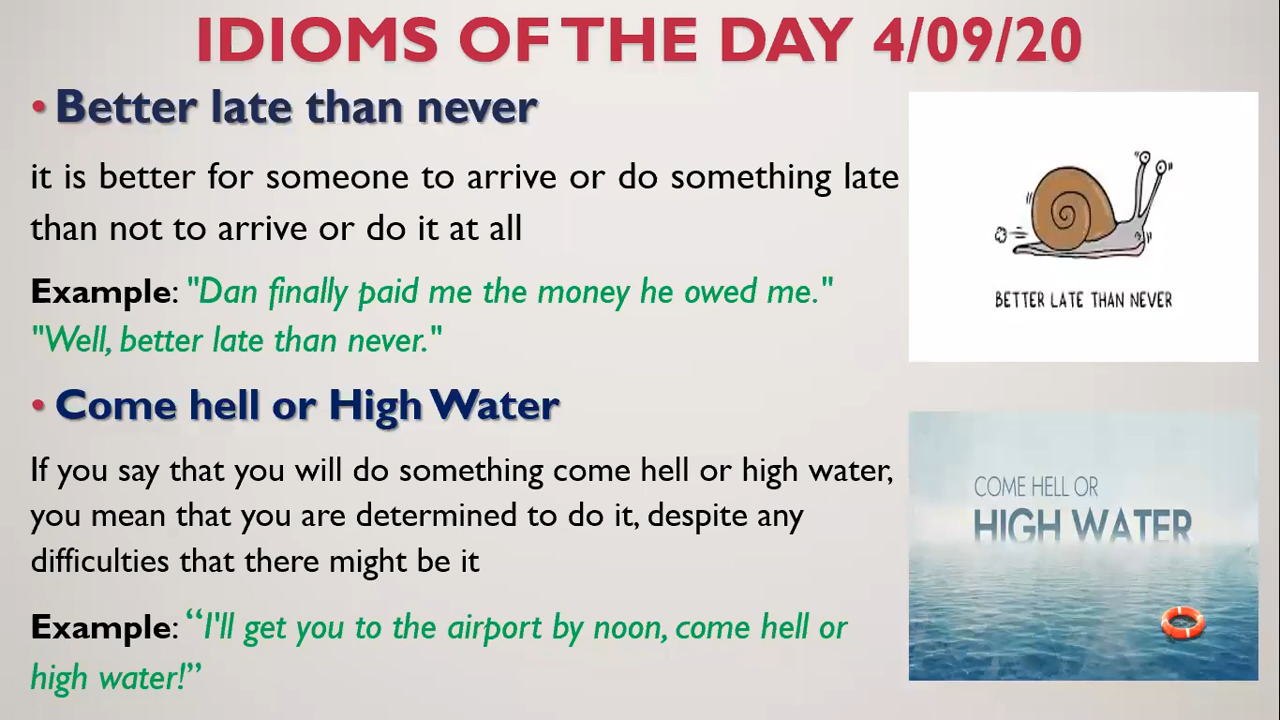 IDIOMS OF THE DAY 4/09/20
• Better late than never
it is better for someone to arrive or do something late
than not to arrive or do it at all
Example: "Dan finally paid me the money he owed me."
"Well, better late than never."
BETTER LATE THAN NEVER
• Come hell or High Water
If you say that you will do something come hell or high water,
you mean that you are determined to do it, despite any
difficulties that there might be it
Example: “I'll get you to the airport by noon, come hell or
high water!”
COME HELL OR
HIGH WATER